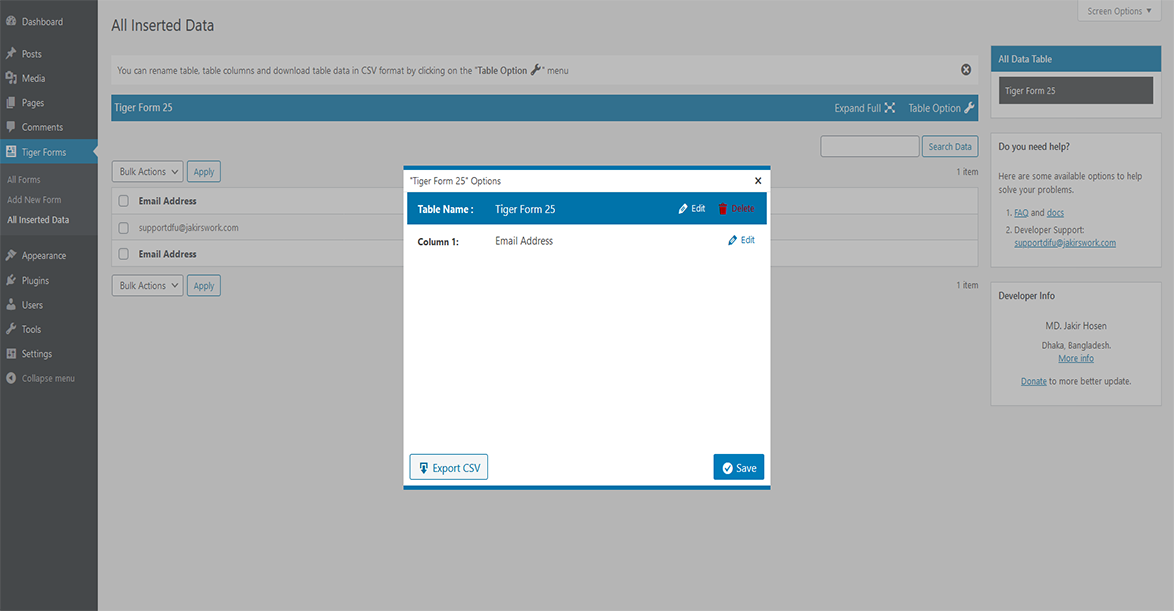 Dashboard
Posts
Media
Pages
Comments
Tiger Forms
All Forms
Add New Form
All Inserted Data
Appearance
Plugins
Users
Tools
Settings
Collapse menu
Screen Options
All Inserted Data
You can rename table, table columns and download table data in CSV format by clicking on the "Table Option " menu
Tiger Form 25
Expand Full
Table Option
Search Data
Bulk Actions
Apply
1 item
Email Address
supportdifu@jakirswork.com
Email Address
Bulk Actions
Apply
1 item
"Tiger Form 25" Options
x
Table Name :
Tiger Form 25
Edit
Delete
Column 1:
Email Address
Edit
Export CSV
Save
All Data Table
Tiger Form 25
Do you need help?
Here are some available options to help
solve your problems.
1. FAQ and docs
2. Developer Support:
supportdifu@jakirswork.com
Developer Info
MD. Jakir Hosen
Dhaka, Bangladesh.
More info
Donate to more better update.